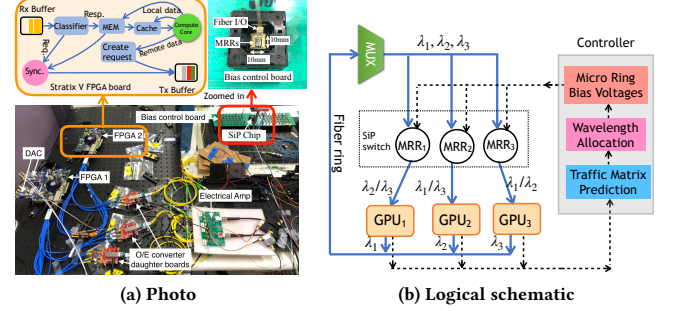 Rx Buffer
Resp.
Local data
Classifier
MEM
Cache
Compute Core
Req.
Create request
Remote data
Sync.
Tx Buffer
Stratix V FPGA board
Fiber I/O
MRRs
10mm
10mm
Bias control board
Zoomed in
Bias control board
SiP Chip
FPGA 2
DAC
FPGA 1
Electrical Amp
O/E converter
daughter boards
(a) Photo
MUX
λ1, λ2, λ3
Controller
Micro Ring
Bias Voltages
Wavelength
Allocation
Traffic Matrix
Prediction
Fiber ring
SiP
switch
MRR1
MRR2
MRR3
λ2/λ3
λ1/λ3
λ1/λ2
GPU1
GPU2
GPU3
λ1
λ2
λ3
(b) Logical schematic